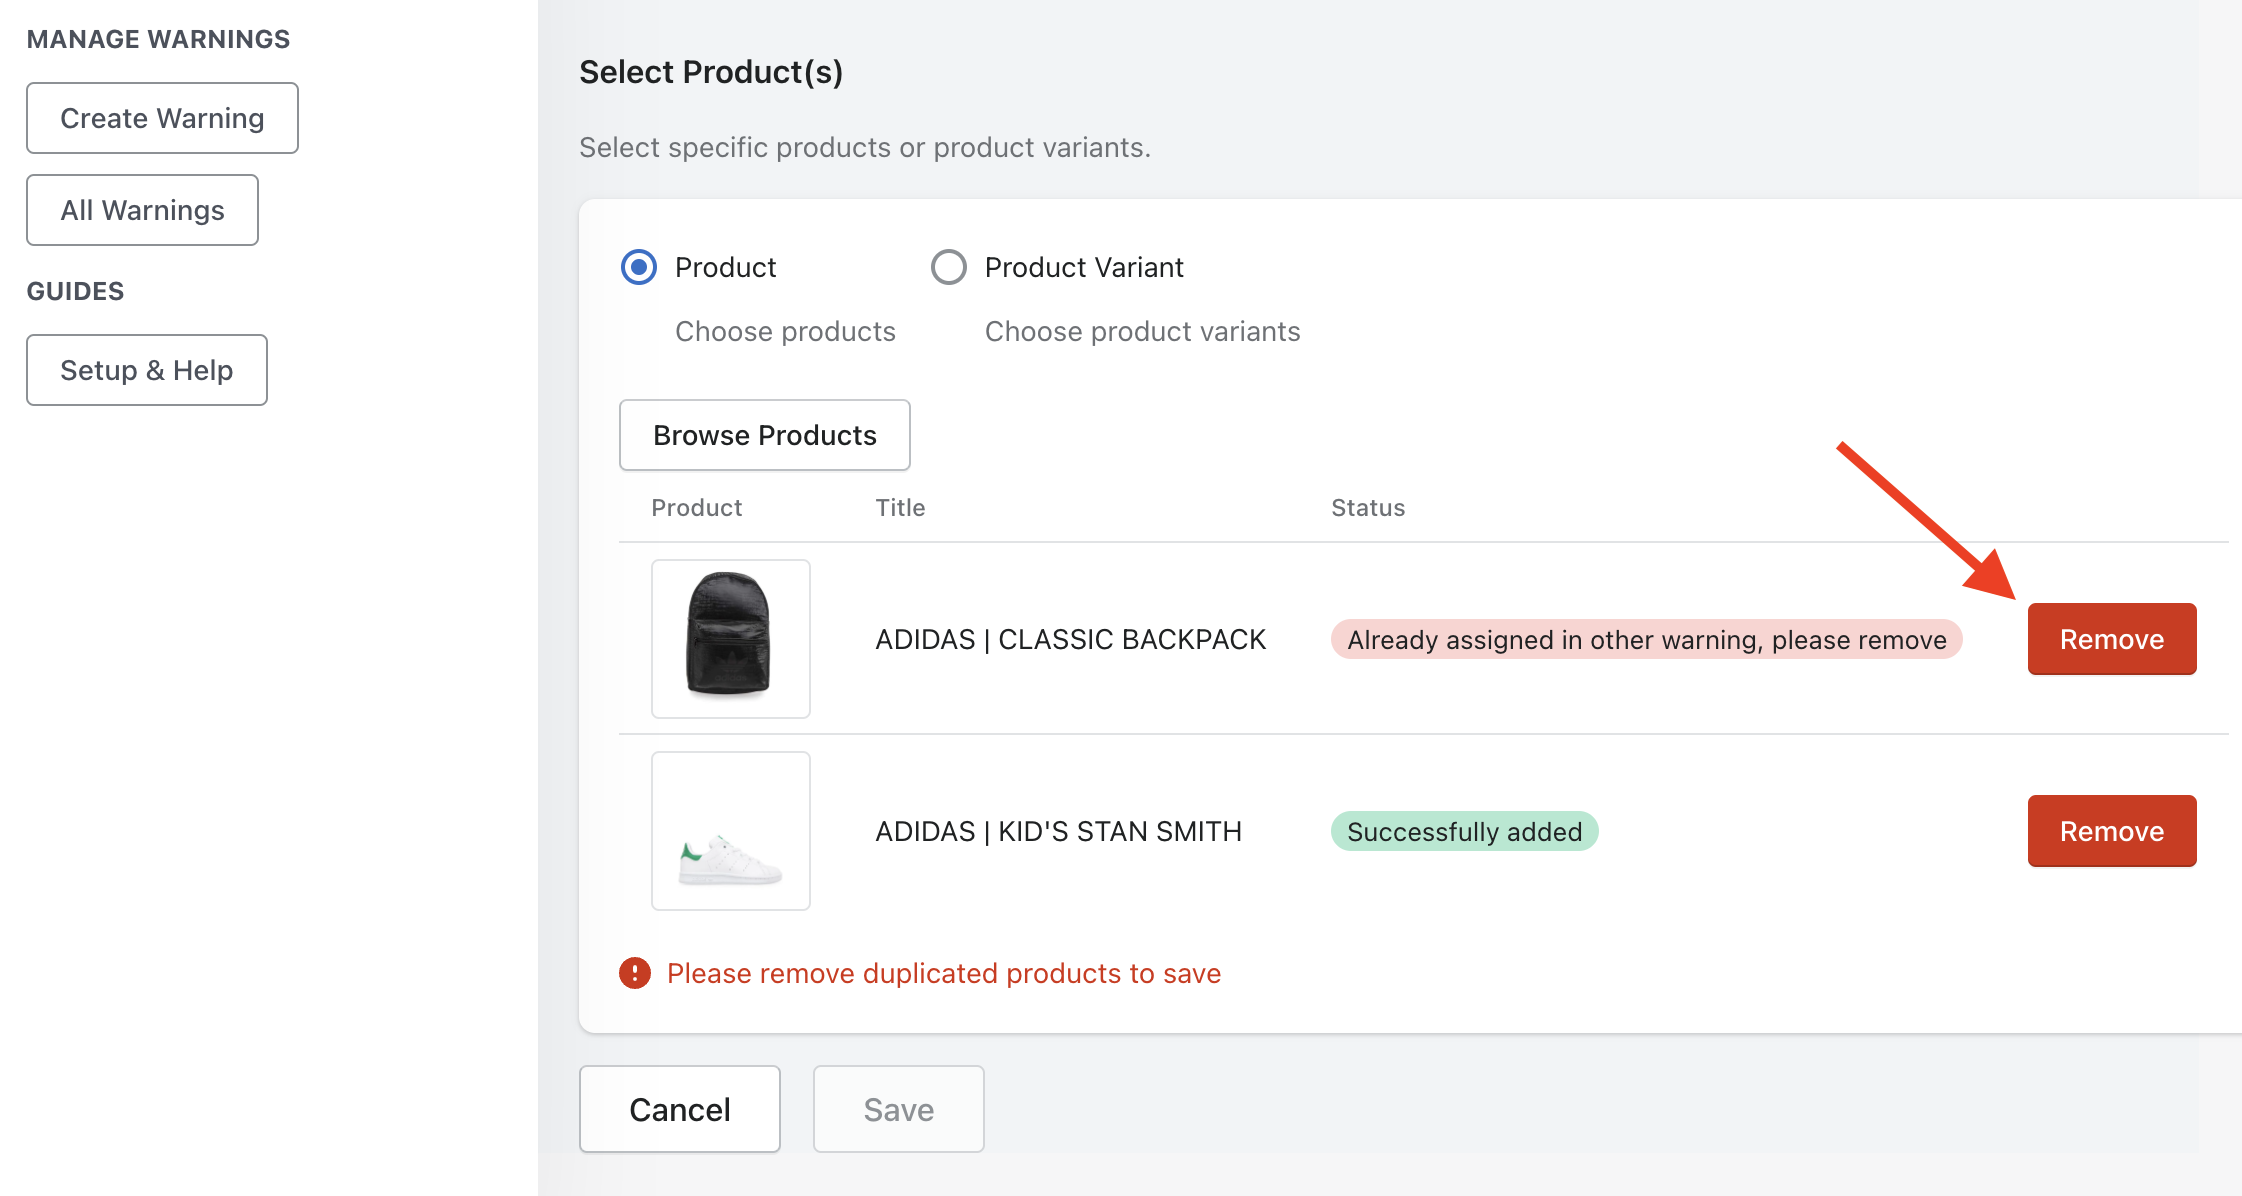 MANAGE WARNINGS
Create Warning
All Warnings
GUIDES
Setup & Help
Select Product(s)
Select specific products or product variants.
Product
Choose products
Product Variant
Choose product variants
Browse Products
Product Title Status
ADIDAS | CLASSIC BACKPACK Already assigned in other warning, please remove Remove
ADIDAS | KID'S STAN SMITH Successfully added Remove
Please remove duplicated products to save
Cancel Save